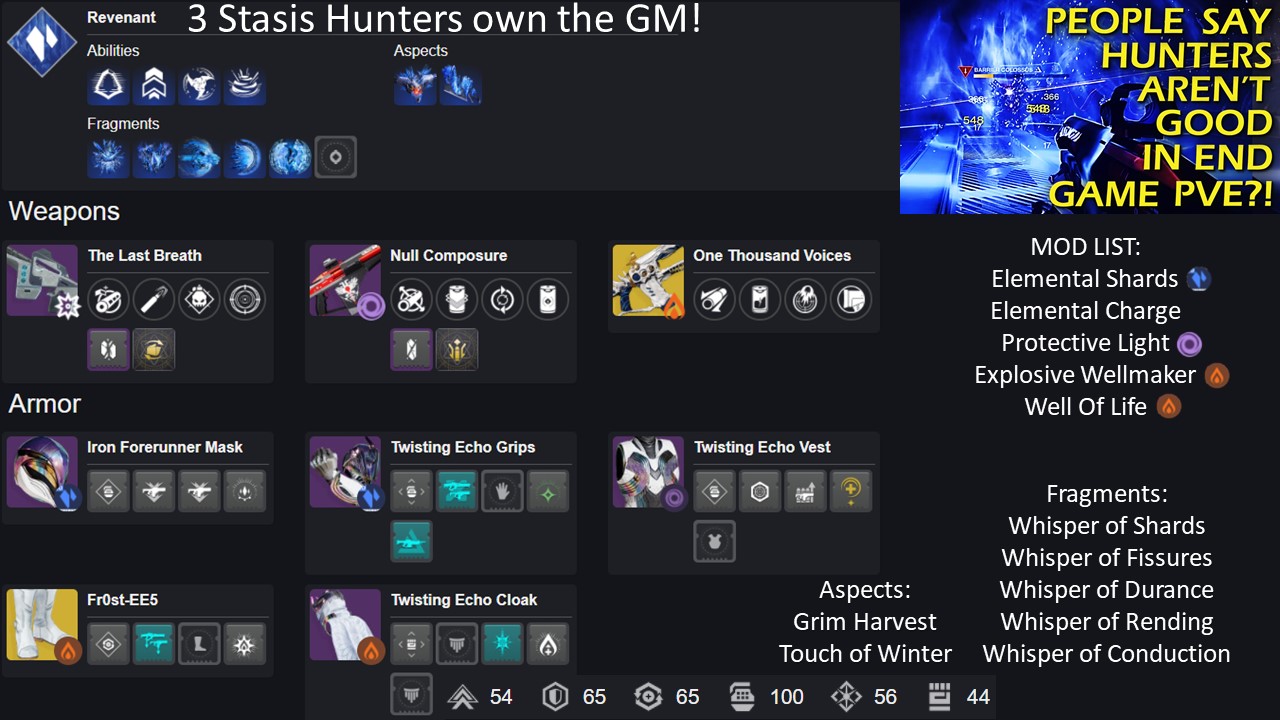 Revenant
3 Stasis Hunters own the GM!
Abilities
Aspects
Fragments
PEOPLE SAY
HUNTERS
AREN'T
GOOD
IN END
GAME PVE?!
BARRIER COLOSSUS
366
366
548
548
17
Weapons
The Last Breath
Null Composure
One Thousand Voices
MOD LIST:
Elemental Shards
Elemental Charge
Protective Light
Explosive Wellmaker
Well Of Life
Armor
Iron Forerunner Mask
Twisting Echo Grips
Twisting Echo Vest
Fr0st-EE5
Twisting Echo Cloak
Aspects:
Grim Harvest
Touch of Winter
Fragments:
Whisper of Shards
Whisper of Fissures
Whisper of Durance
Whisper of Rending
Whisper of Conduction
54 65 65 100 56 44